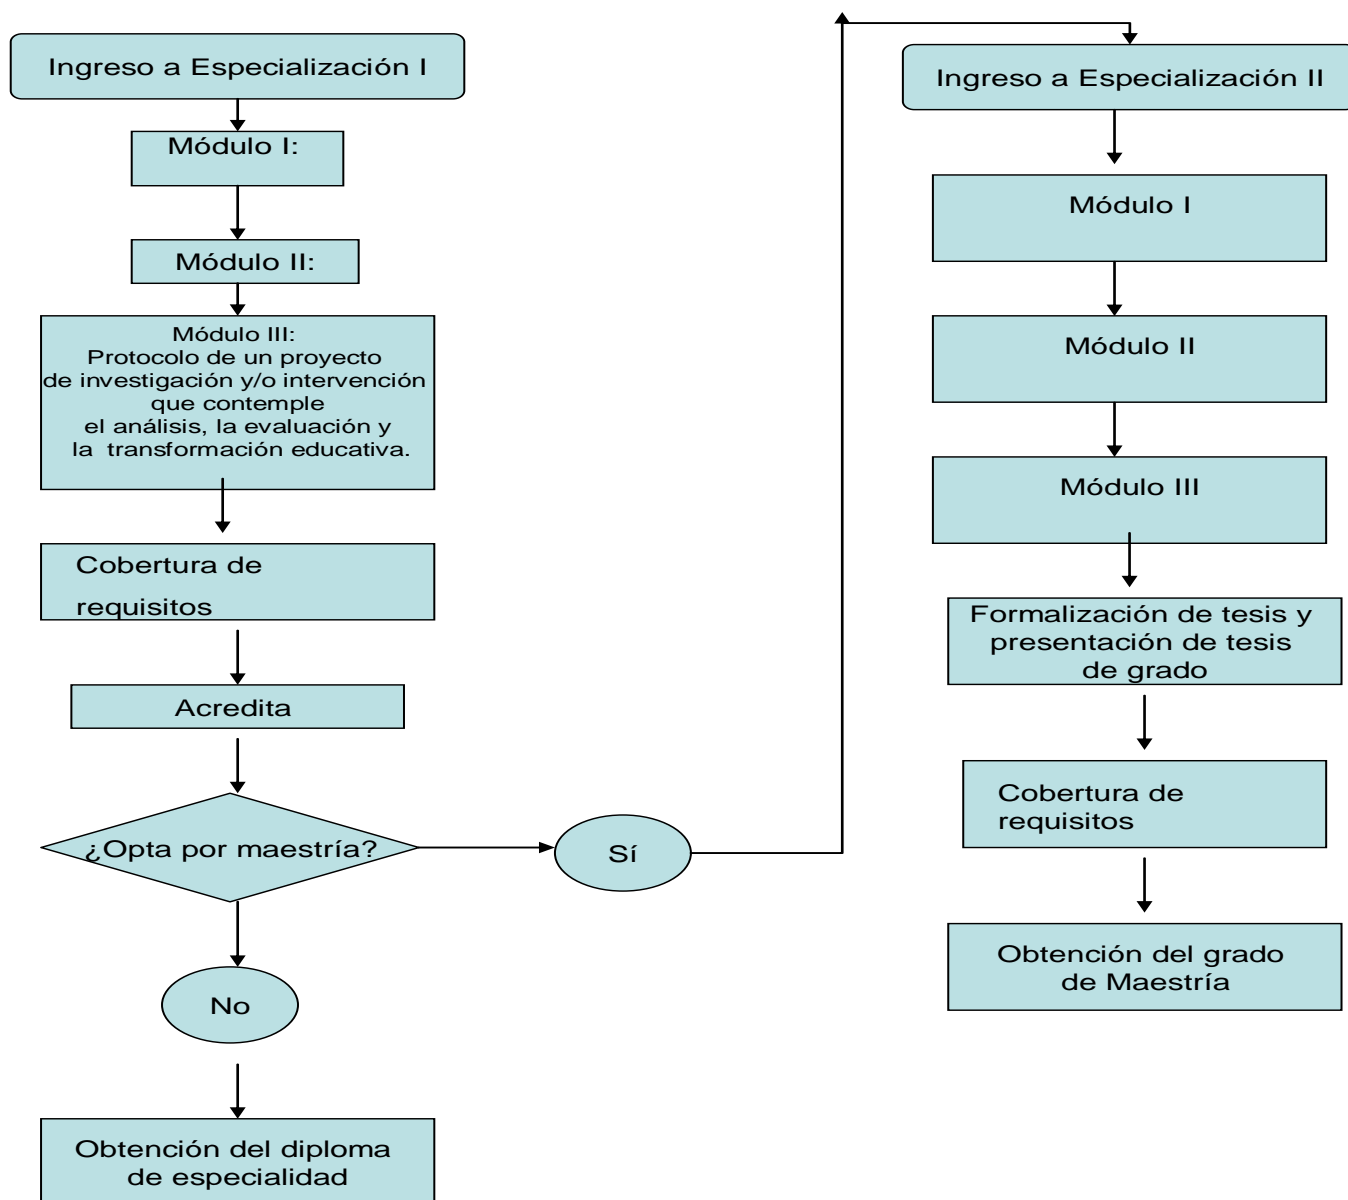 Ingreso a Especialización I
Módulo I:
Módulo II:
Módulo III:
Protocolo de un proyecto
de investigación y/o intervención
que contemple
el análisis, la evaluación y
la transformación educativa.
Cobertura de
requisitos
Acredita
¿Opta por maestría?
Sí
No
Obtención del diploma
de especialidad
Ingreso a Especialización II
Módulo I
Módulo II
Módulo III
Formalización de tesis y
presentación de tesis
de grado
Cobertura de
requisitos
Obtención del grado
de Maestría